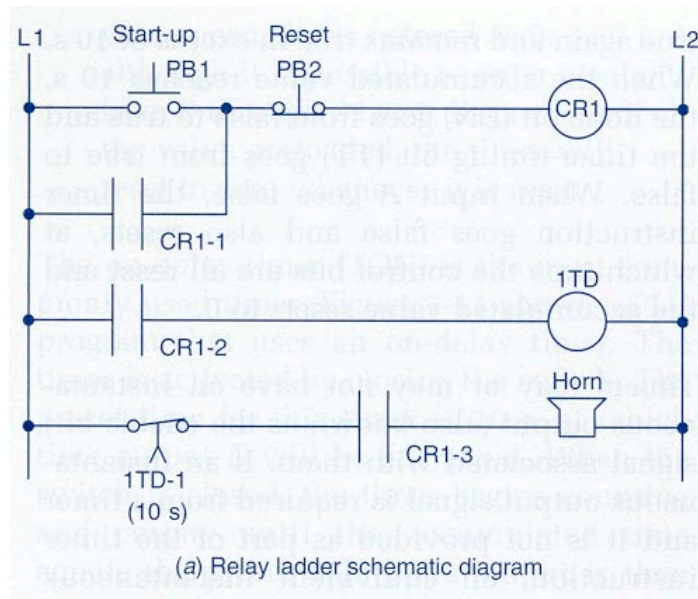 Start-up Reset
L1 L2
PB1 PB2
CR1
CR1-1
1TD
CR1-2
Horn
CR1-3
1TD-1
(10 s)
(a) Relay ladder schematic diagram